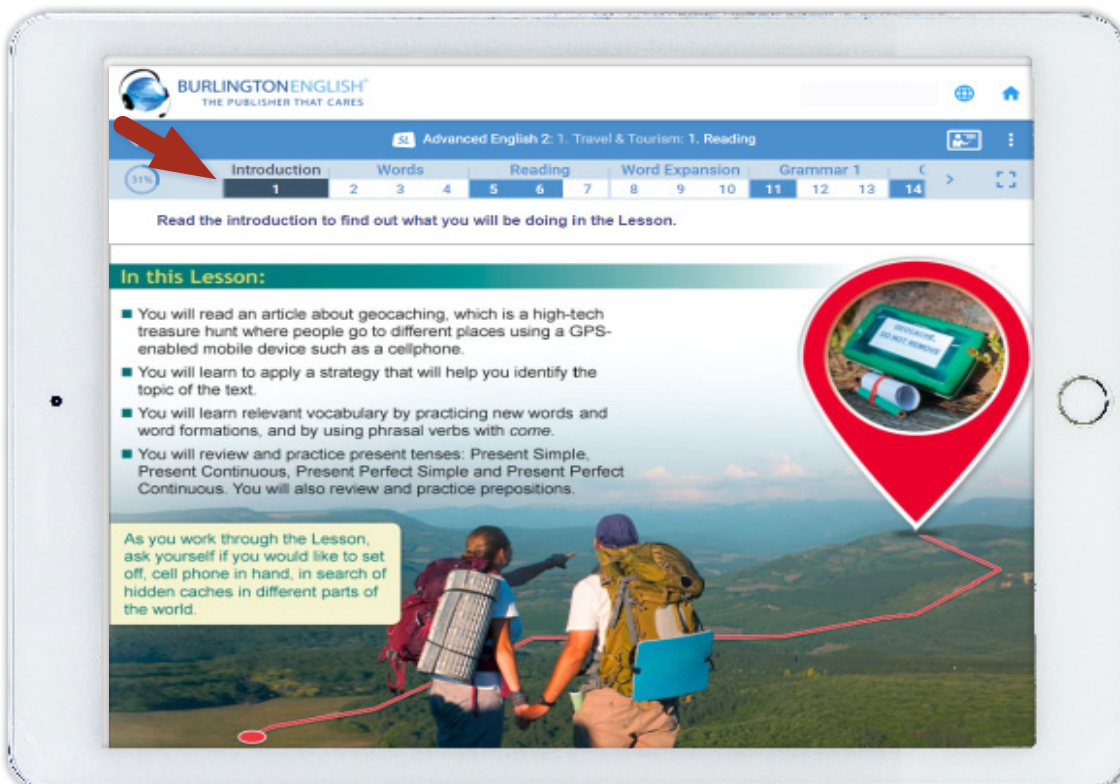 BURLINGTONENGLISH
THE PUBLISHER THAT CARES
SL Advanced English 2: 1. Travel & Tourism: 1. Reading
31%
Introduction Words Reading Word Expansion Grammar 1
1 2 3 4 5 6 7 8 9 10 11 12 13 14
Read the introduction to find out what you will be doing in the Lesson.
In this Lesson:
■ You will read an article about geocaching, which is a high-tech
treasure hunt where people go to different places using a GPS-
enabled mobile device such as a cellphone.
■ You will learn to apply a strategy that will help you identify the
topic of the text.
■ You will learn relevant vocabulary by practicing new words and
word formations, and by using phrasal verbs with come.
■ You will review and practice present tenses: Present Simple,
Present Continuous, Present Perfect Simple and Present Perfect
Continuous. You will also review and practice prepositions.
GEOCACHE,
DO NOT REMOVE
As you work through the Lesson,
ask yourself if you would like to set
off, cell phone in hand, in search of
hidden caches in different parts of
the world.